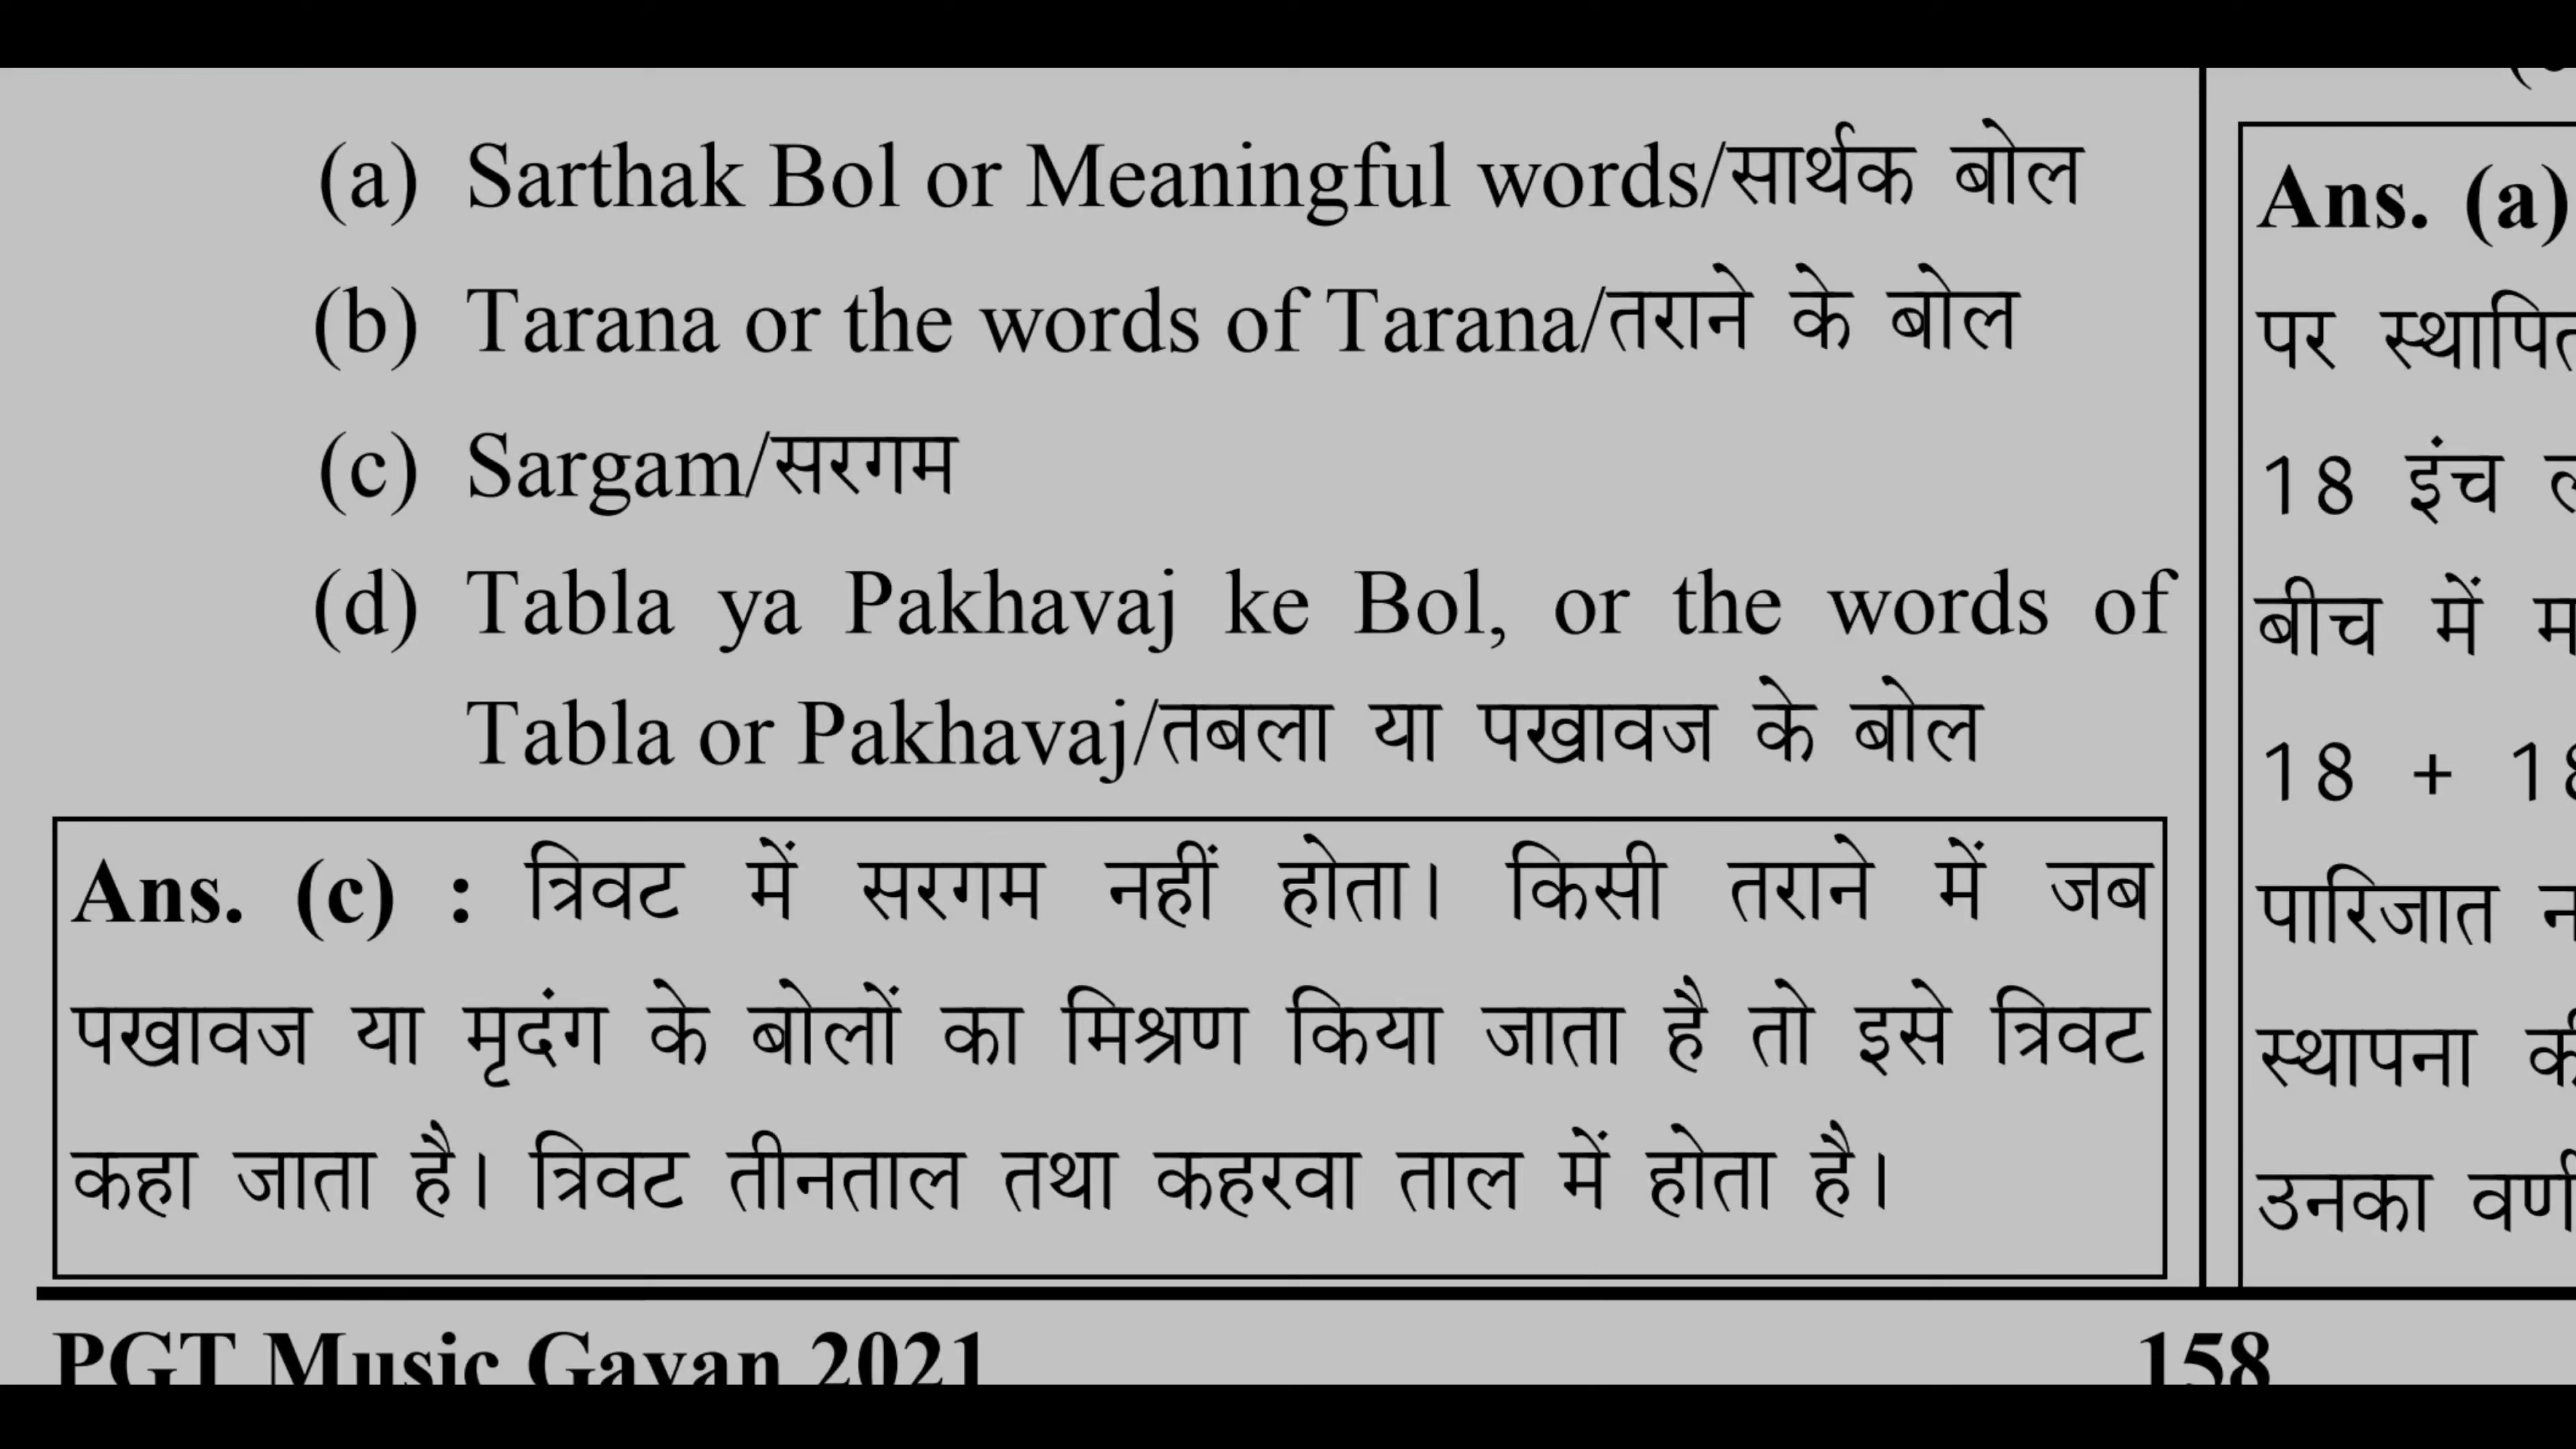 (a) Sarthak Bol or Meaningful words/सार्थक बोल
(b) Tarana or the words of Tarana/तराने के बोल
(c) Sargam/सरगम
(d) Tabla ya Pakhavaj ke Bol, or the words of
Tabla or Pakhavaj/तबला या पखावज के बोल
Ans. (c) : त्रिवट में सरगम नहीं होता। किसी तराने में जब
पखावज या मृदंग के बोलों का मिश्रण किया जाता है तो इसे त्रिवट
कहा जाता है। त्रिवट तीनताल तथा कहरवा ताल में होता है।
PGT Music Gayan 2021
158
Ans. (a)
पर
18 इंच
बीच में
18 +
पारिजात
स्थापना
उनका